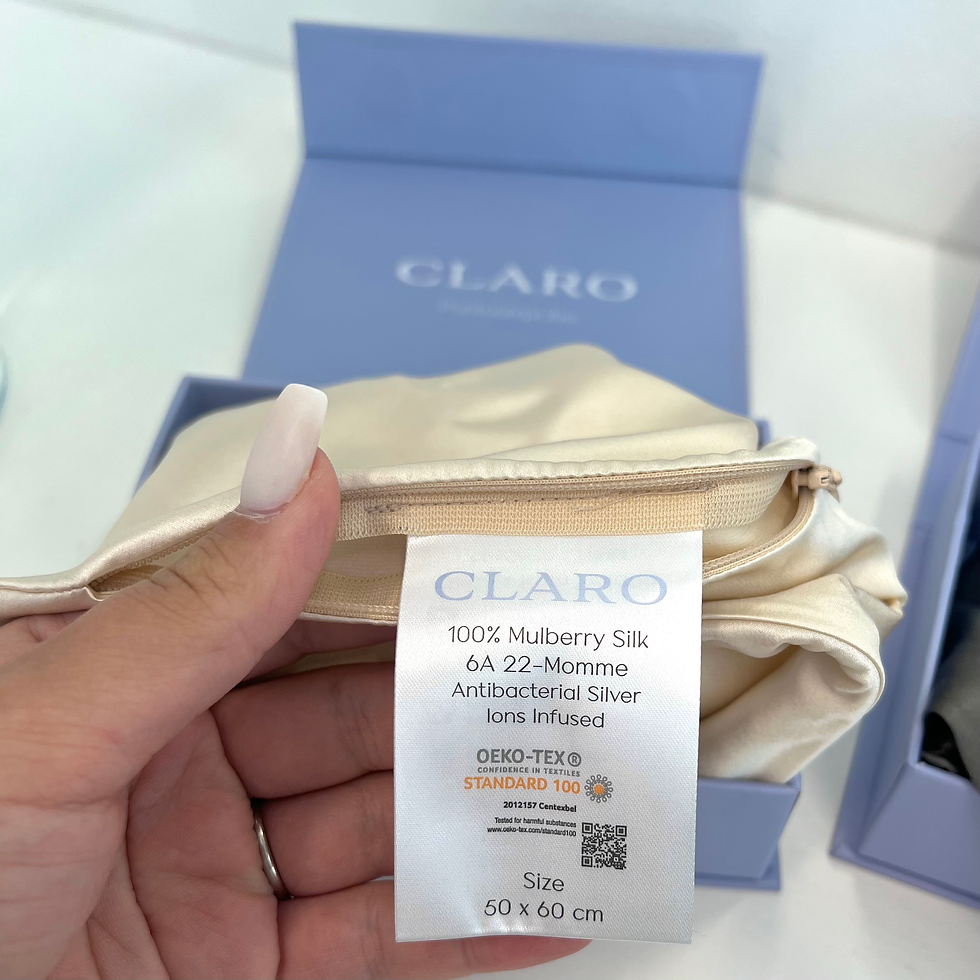 CLARO
CLARO
100% Mulberry Silk
6A 22-Momme
Antibacterial Silver
Ions Infused
OEKO-TEX®
CONFIDENCE IN TEXTILES
STANDARD 100
2012157 Centexbel
Tested for harmful substances
www.oeko-tex.com/standard100
Size
50 x 60 cm